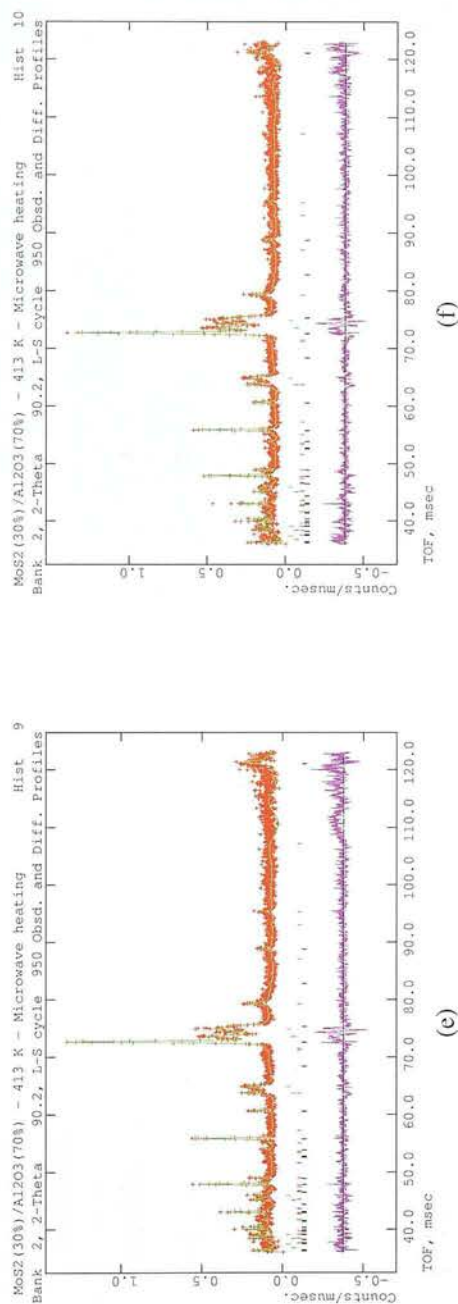 MoS2(30%)/Al2O3(70%) - 413 K - Microwave heating Hist 9
Bank 2, 2-Theta 90.2, L-S cycle 950 Obsd. and Diff. Profiles
Counts/musec.
1.0
0.5
0.0
-0.5
40.0 50.0 60.0 70.0 80.0 90.0 100.0 110.0 120.0
TOF, msec
(e)
MoS2(30%)/Al2O3(70%) - 413 K - Microwave heating Hist 10
Bank 2, 2-Theta 90.2, L-S cycle 950 Obsd. and Diff. Profiles
Counts/musec.
1.0
0.5
0.0
-0.5
40.0 50.0 60.0 70.0 80.0 90.0 100.0 110.0 120.0
TOF, msec
(f)